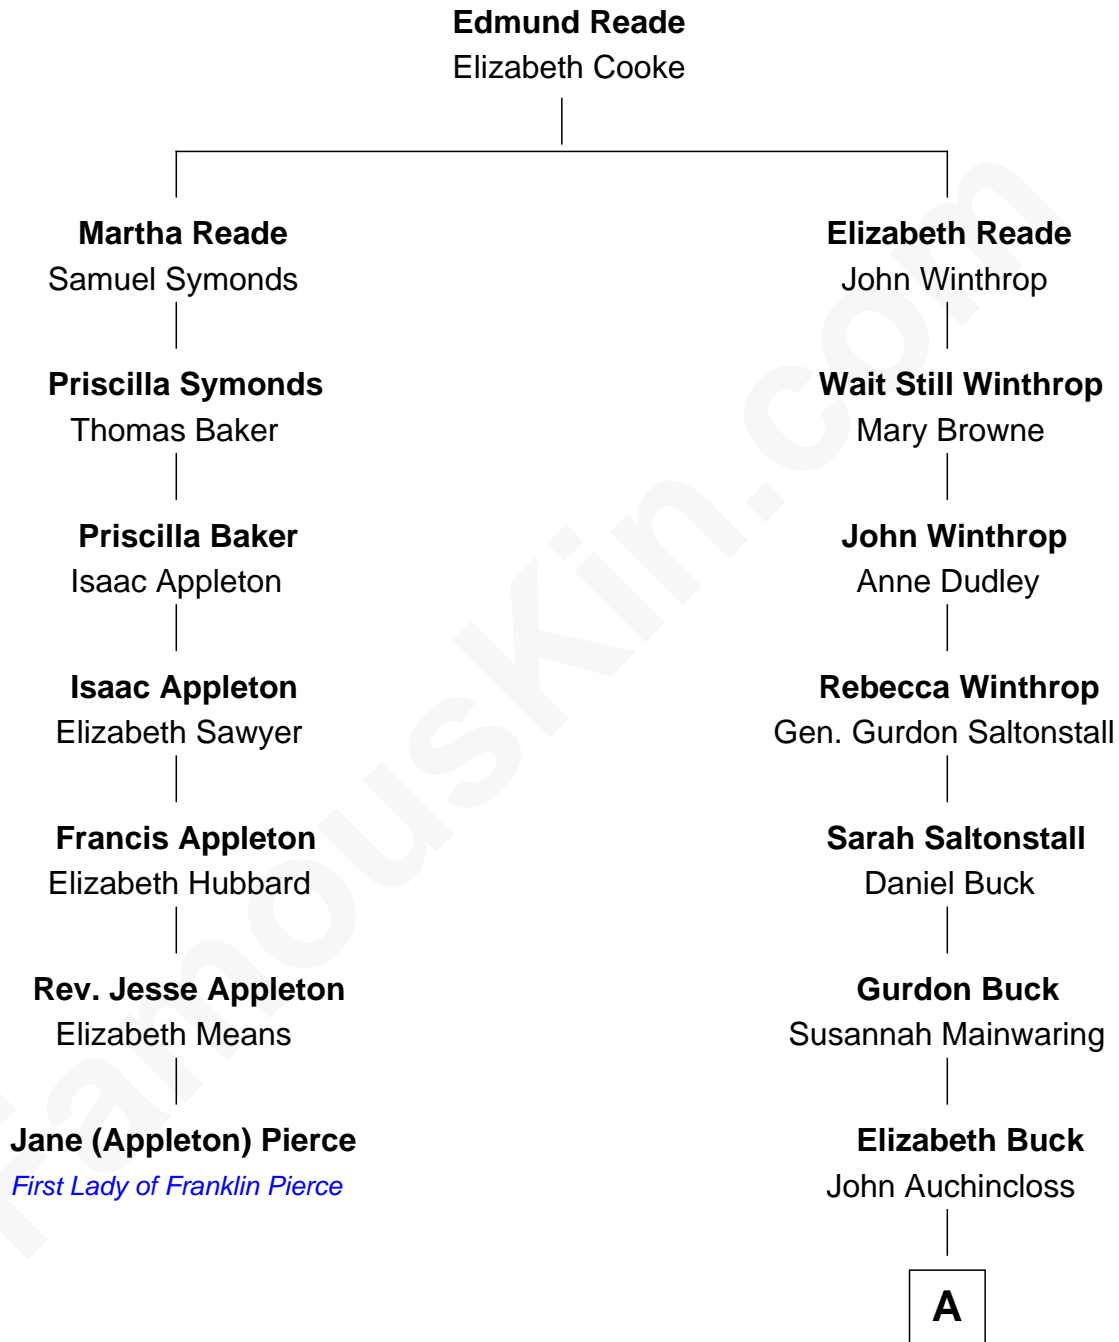 Edmund Reade
Elizabeth Cooke
Martha Reade
Samuel Symonds
Priscilla Symonds
Thomas Baker
Priscilla Baker
Isaac Appleton
Isaac Appleton
Elizabeth Sawyer
Francis Appleton
Elizabeth Hubbard
Rev. Jesse Appleton
Elizabeth Means
Jane (Appleton) Pierce
First Lady of Franklin Pierce
Elizabeth Reade
John Winthrop
Wait Still Winthrop
Mary Browne
John Winthrop
Anne Dudley
Rebecca Winthrop
Gen. Gurdon Saltonstall
Sarah Saltonstall
Daniel Buck
Gurdon Buck
Susannah Mainwaring
Elizabeth Buck
John Auchincloss
A
FamousKin.com